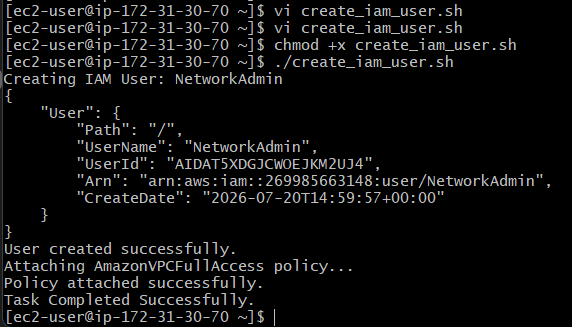 [ec2-user@ip-172-31-30-70 ~]$ vi create_iam_user.sh
[ec2-user@ip-172-31-30-70 ~]$ vi create_iam_user.sh
[ec2-user@ip-172-31-30-70 ~]$ chmod +x create_iam_user.sh
[ec2-user@ip-172-31-30-70 ~]$ ./create_iam_user.sh
Creating IAM User: NetworkAdmin
{
    "User": {
        "Path": "/",
        "UserName": "NetworkAdmin",
        "UserId": "AIDAT5XDGJCWOEJKM2UJ4",
        "Arn": "arn:aws:iam::269985663148:user/NetworkAdmin",
        "CreateDate": "2026-07-20T14:59:57+00:00"
    }
}
User created successfully.
Attaching AmazonVPCFullAccess policy...
Policy attached successfully.
Task Completed Successfully.
[ec2-user@ip-172-31-30-70 ~]$